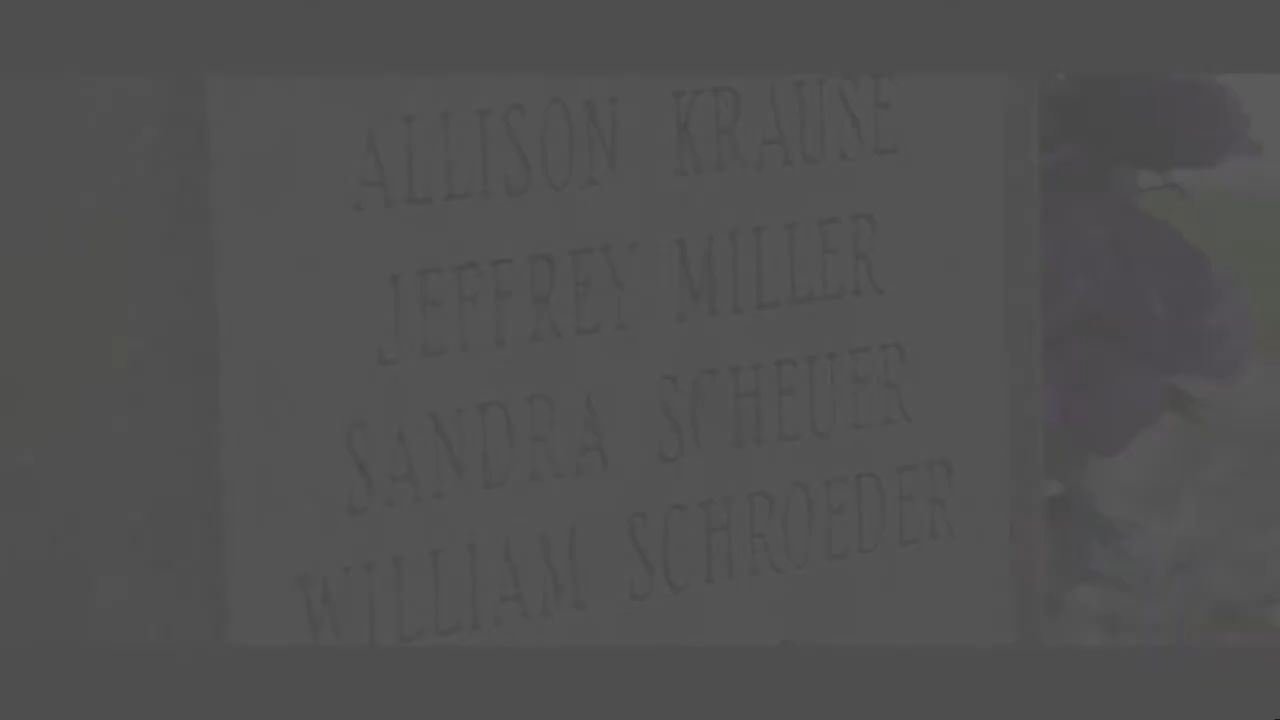 ALLISON KRAUSE
JEFFREY MILLER
SANDRA SCHEUER
WILLIAM SCHROEDER